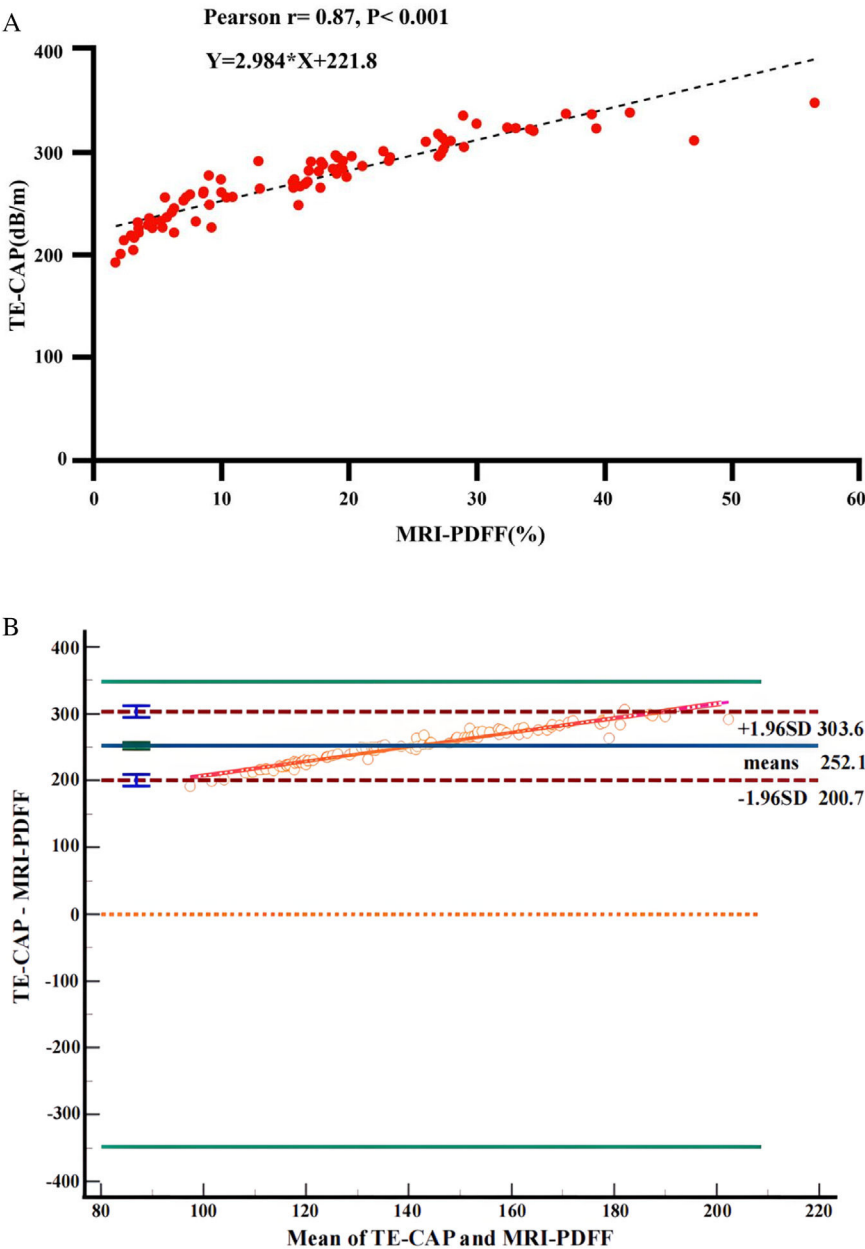 A
Pearson r= 0.87, P< 0.001
Y=2.984*X+221.8
400
300
200
100
0
TE-CAP(dB/m)
0 10 20 30 40 50 60
MRI-PDFF(%)
B
400
300
200
100
0
-100
-200
-300
-400
TE-CAP - MRI-PDFF
+1.96SD 303.6
means 252.1
-1.96SD 200.7
80 100 120 140 160 180 200 220
Mean of TE-CAP and MRI-PDFF